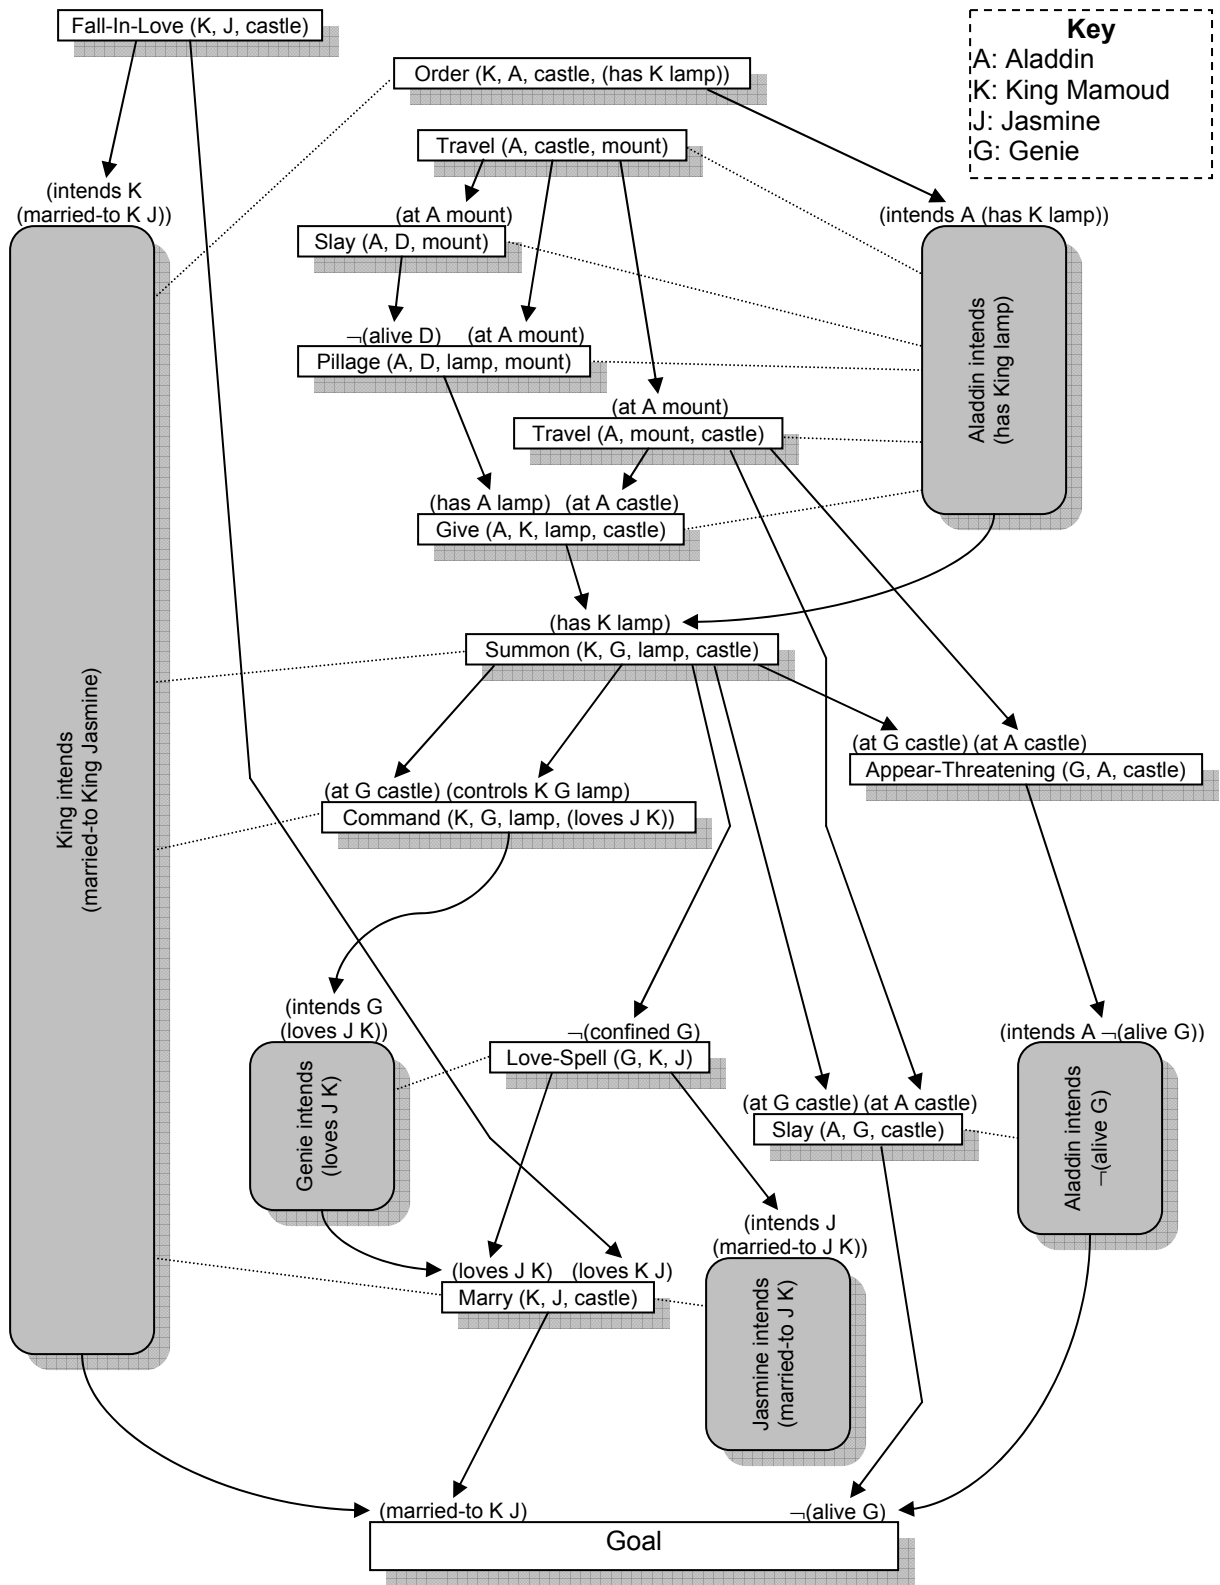 Fall-In-Love (K, J, castle)
Key
A: Aladdin
K: King Mamoud
J: Jasmine
G: Genie
Order (K, A, castle, (has K lamp))
Travel (A, castle, mount)
(intends K
(married-to K J))
(at A mount)
(intends A (has K lamp))
Slay (A, D, mount)
¬(alive D)
(at A mount)
Pillage (A, D, lamp, mount)
Aladdin intends
(has King lamp)
(at A mount)
Travel (A, mount, castle)
(has A lamp)
(at A castle)
Give (A, K, lamp, castle)
(has K lamp)
Summon (K, G, lamp, castle)
King intends
(married-to King Jasmine)
(at G castle) (at A castle)
Appear-Threatening (G, A, castle)
(at G castle) (controls K G lamp)
Command (K, G, lamp, (loves J K))
(intends G
(loves J K))
¬(confined G)
(intends A ¬(alive G))
Love-Spell (G, K, J)
Genie intends
(loves J K)
(at G castle) (at A castle)
Slay (A, G, castle)
Aladdin intends
¬(alive G)
(intends J
(married-to J K))
(loves J K)
(loves K J)
Marry (K, J, castle)
Jasmine intends
(married-to J K)
(married-to K J)
¬(alive G)
Goal